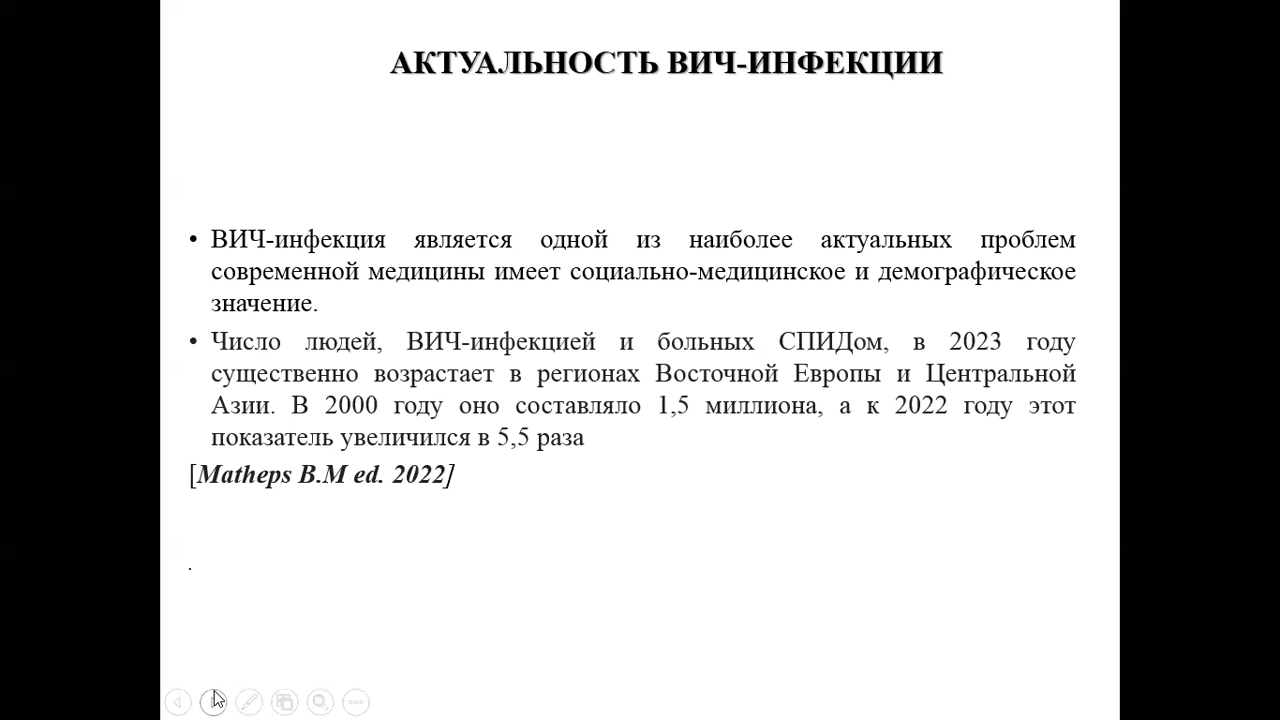 АКТУАЛЬНОСТЬ ВИЧ-ИНФЕКЦИИ
• ВИЧ-инфекция является одной из наиболее актуальных проблем
современной медицины имеет социально-медицинское и демографическое
значение.
• Число людей, ВИЧ-инфекцией и больных СПИДом, в 2023 году
существенно возрастает в регионах Восточной Европы и Центральной
Азии. В 2000 году оно составляло 1,5 миллиона, а к 2022 году этот
показатель увеличился в 5,5 раза
[Matheps B.M ed. 2022]
.